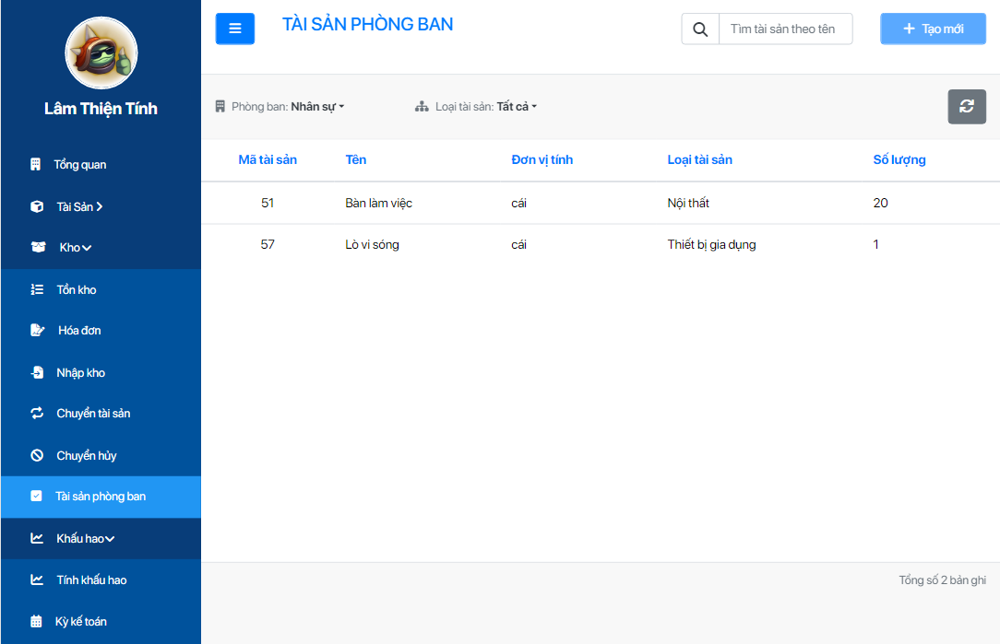 Lâm Thiện Tính
Tổng quan
Tài Sản
Kho
Tồn kho
Hóa đơn
Nhập kho
Chuyển tài sản
Chuyển hủy
Tài sản phòng ban
Khấu hao
Tính khấu hao
Kỳ kế toán
TÀI SẢN PHÒNG BAN
Tìm tài sản theo tên
Tạo mới
Phòng ban: Nhân sự
Loại tài sản: Tất cả
Mã tài sản Tên Đơn vị tính Loại tài sản Số lượng
51 Bàn làm việc cái Nội thất 20
57 Lò vi sóng cái Thiết bị gia dụng 1
Tổng số 2 bản ghi